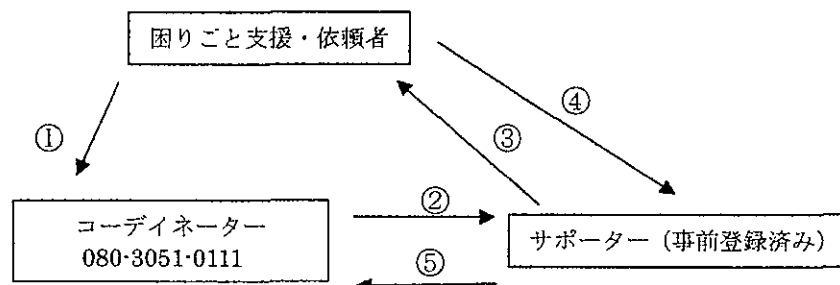 困りごと支援・依頼者
④
①
③
コーデイネーター
080-3051-0111
②
サポーター（事前登録済み）
⑤